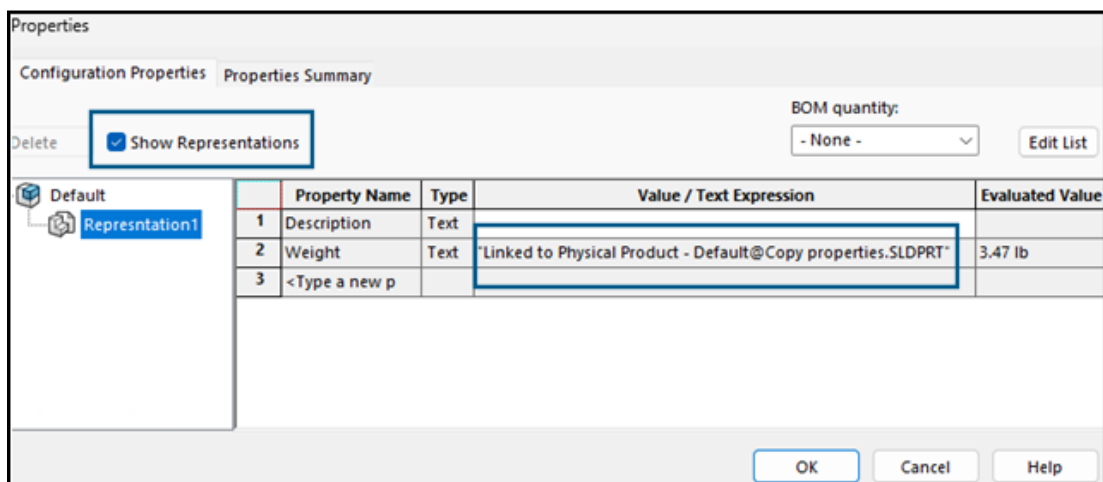 Properties
Configuration Properties Properties Summary
BOM quantity:
Delete Show Representations - None - Edit List
Default Property Name Type Value / Text Expression Evaluated Value
Represntation1 1 Description Text
2 Weight Text "Linked to Physical Product - Default@Copy properties.SLDPRT" 3.47 lb
3 <Type a new p
OK Cancel Help